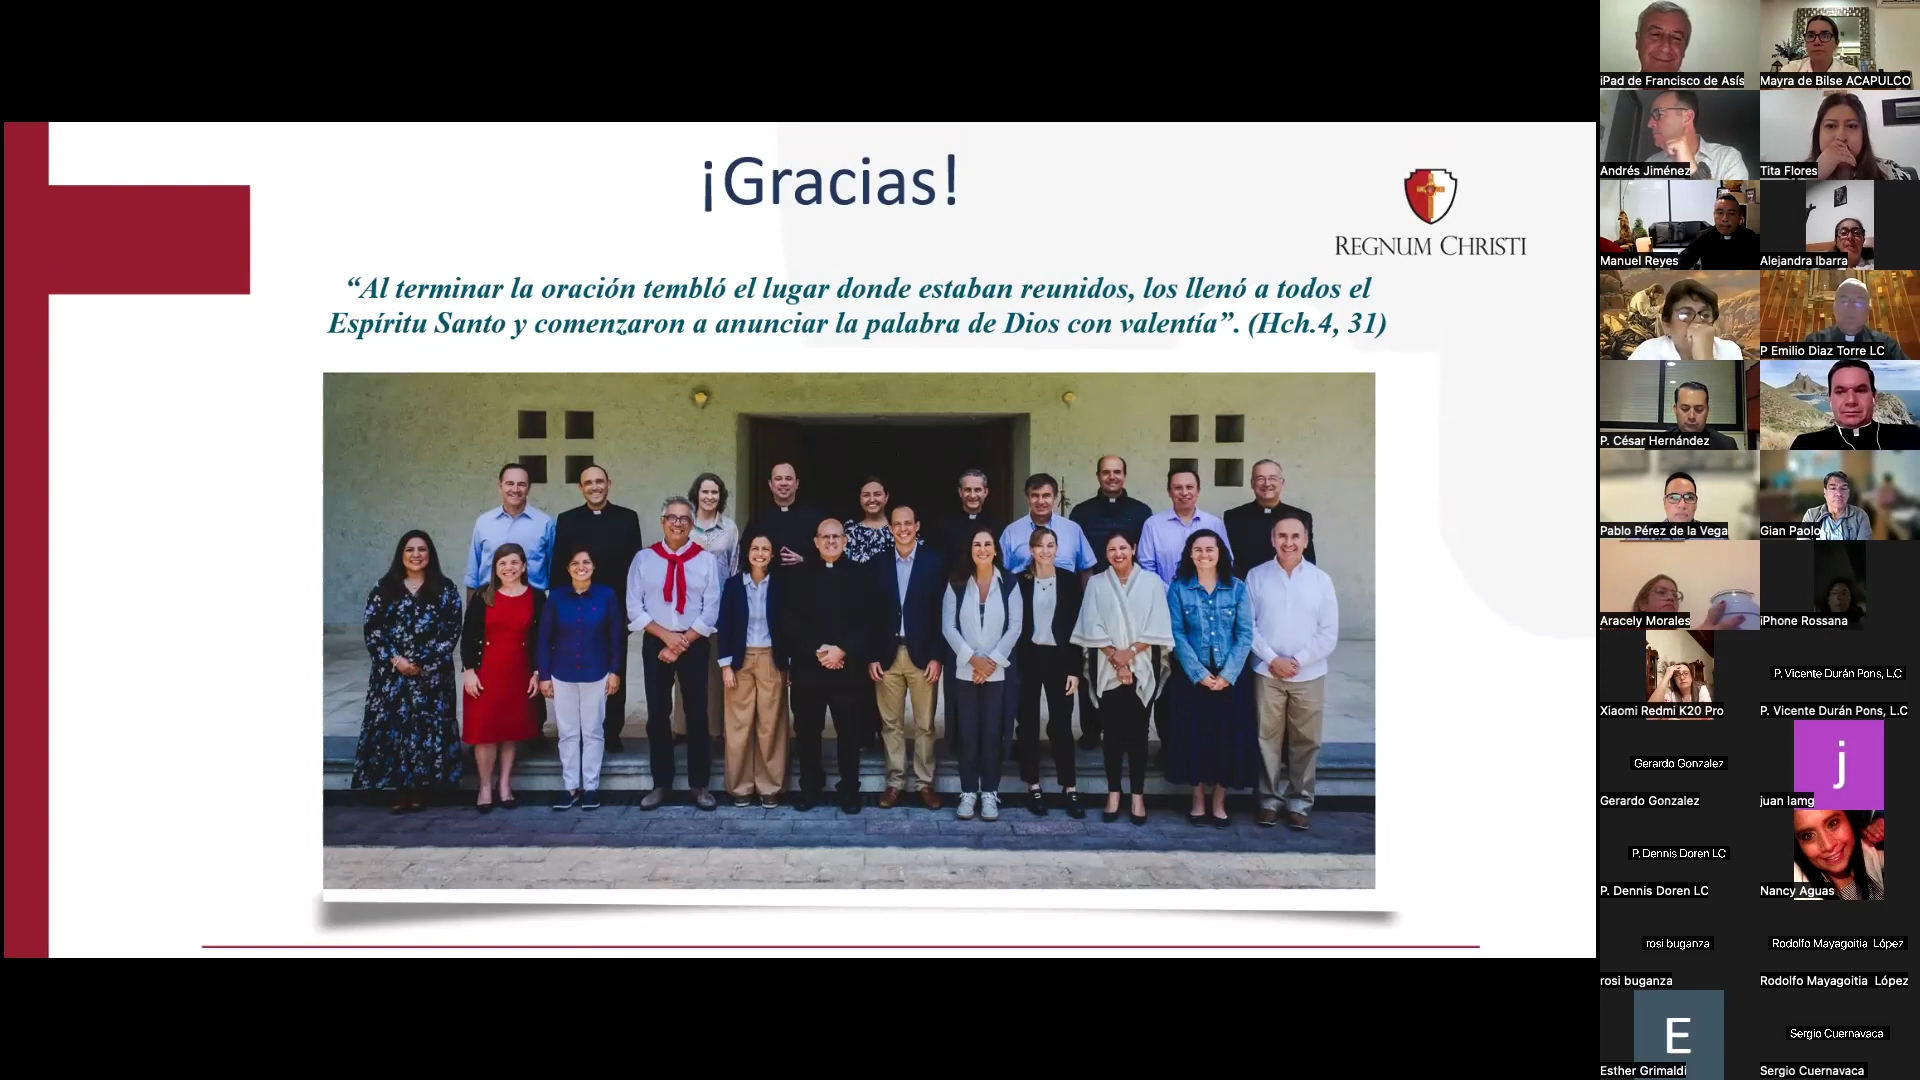 ¡Gracias!
REGNUM CHRISTI
“Al terminar la oración tembló el lugar donde estaban reunidos, los llenó a todos el
Espíritu Santo y comenzaron a anunciar la palabra de Dios con valentía”. (Hch.4, 31)
iPad de Francisco de Asís
Mayra de Bilse ACAPULCO
Andrés Jiménez
Tita Flores
Manuel Reyes
Alejandra Ibarra
P Emilio Diaz Torre LC
P. César Hernández
Pablo Pérez de la Vega
Gian Paolo
Aracely Morales
iPhone Rossana
Xiaomi Redmi K20 Pro
P. Vicente Durán Pons, L.C
P. Vicente Durán Pons, L.C
Gerardo Gonzalez
Gerardo Gonzalez
j
juan lamg
P. Dennis Doren LC
P. Dennis Doren LC
Nancy Aguas
rosi buganza
rosi buganza
Rodolfo Mayagoitia López
Rodolfo Mayagoitia López
E
Esther Grimaldi
Sergio Cuernavaca
Sergio Cuernavaca